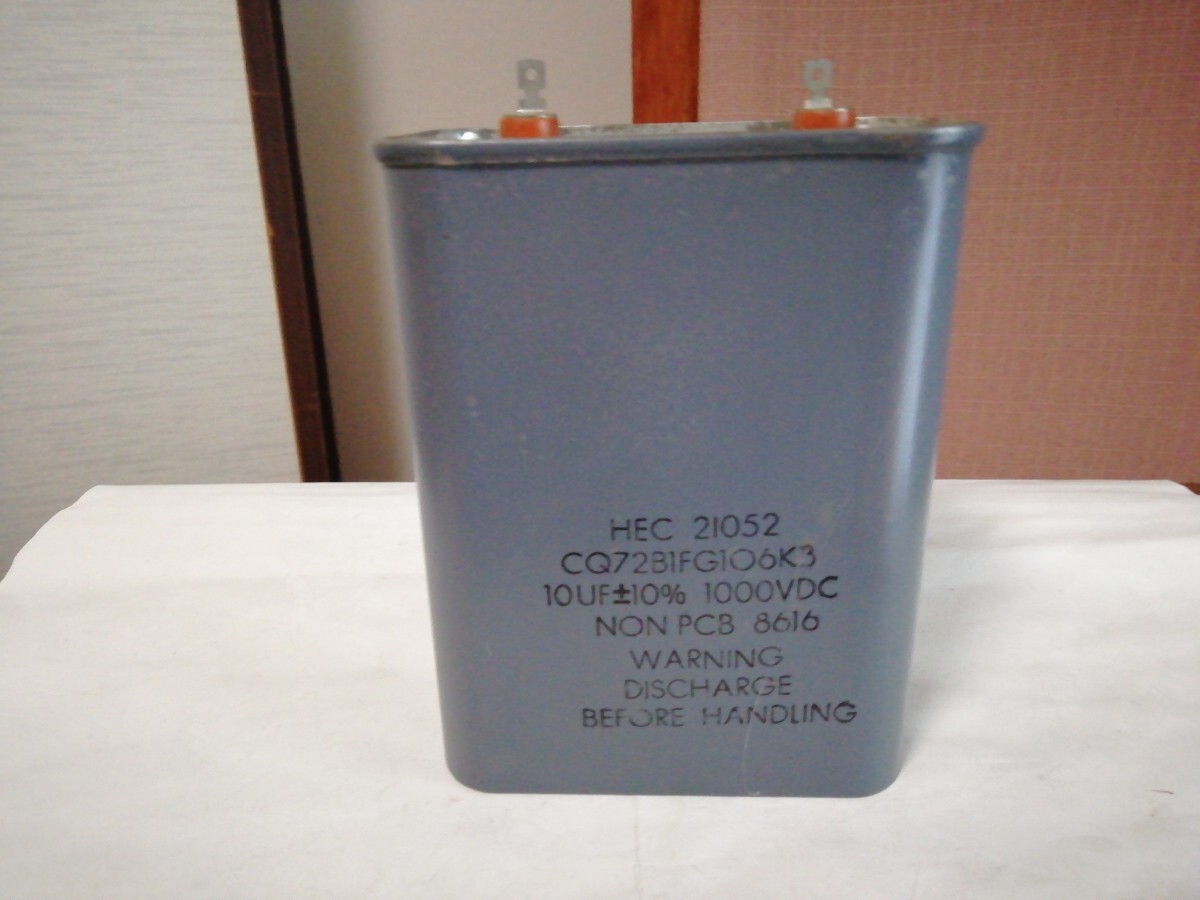 HEC 21052
CQ72B1FG106K3
10UF±10% 1000VDC
NON PCB 8616
WARNING
DISCHARGE
BEFORE HANDLING